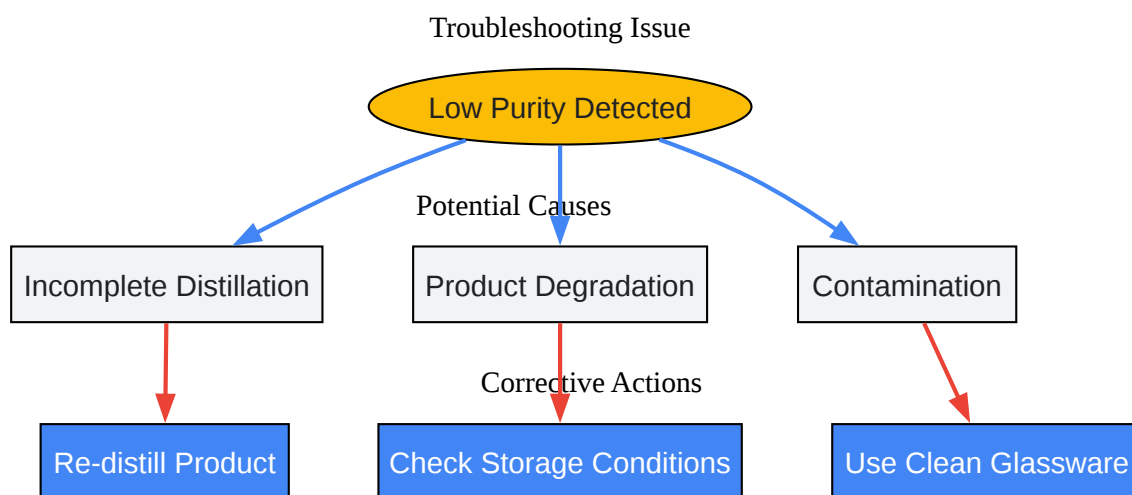 Troubleshooting Issue
Low Purity Detected
Potential Causes
Incomplete Distillation
Product Degradation
Contamination
Corrective Actions
Re-distill Product
Check Storage Conditions
Use Clean Glassware